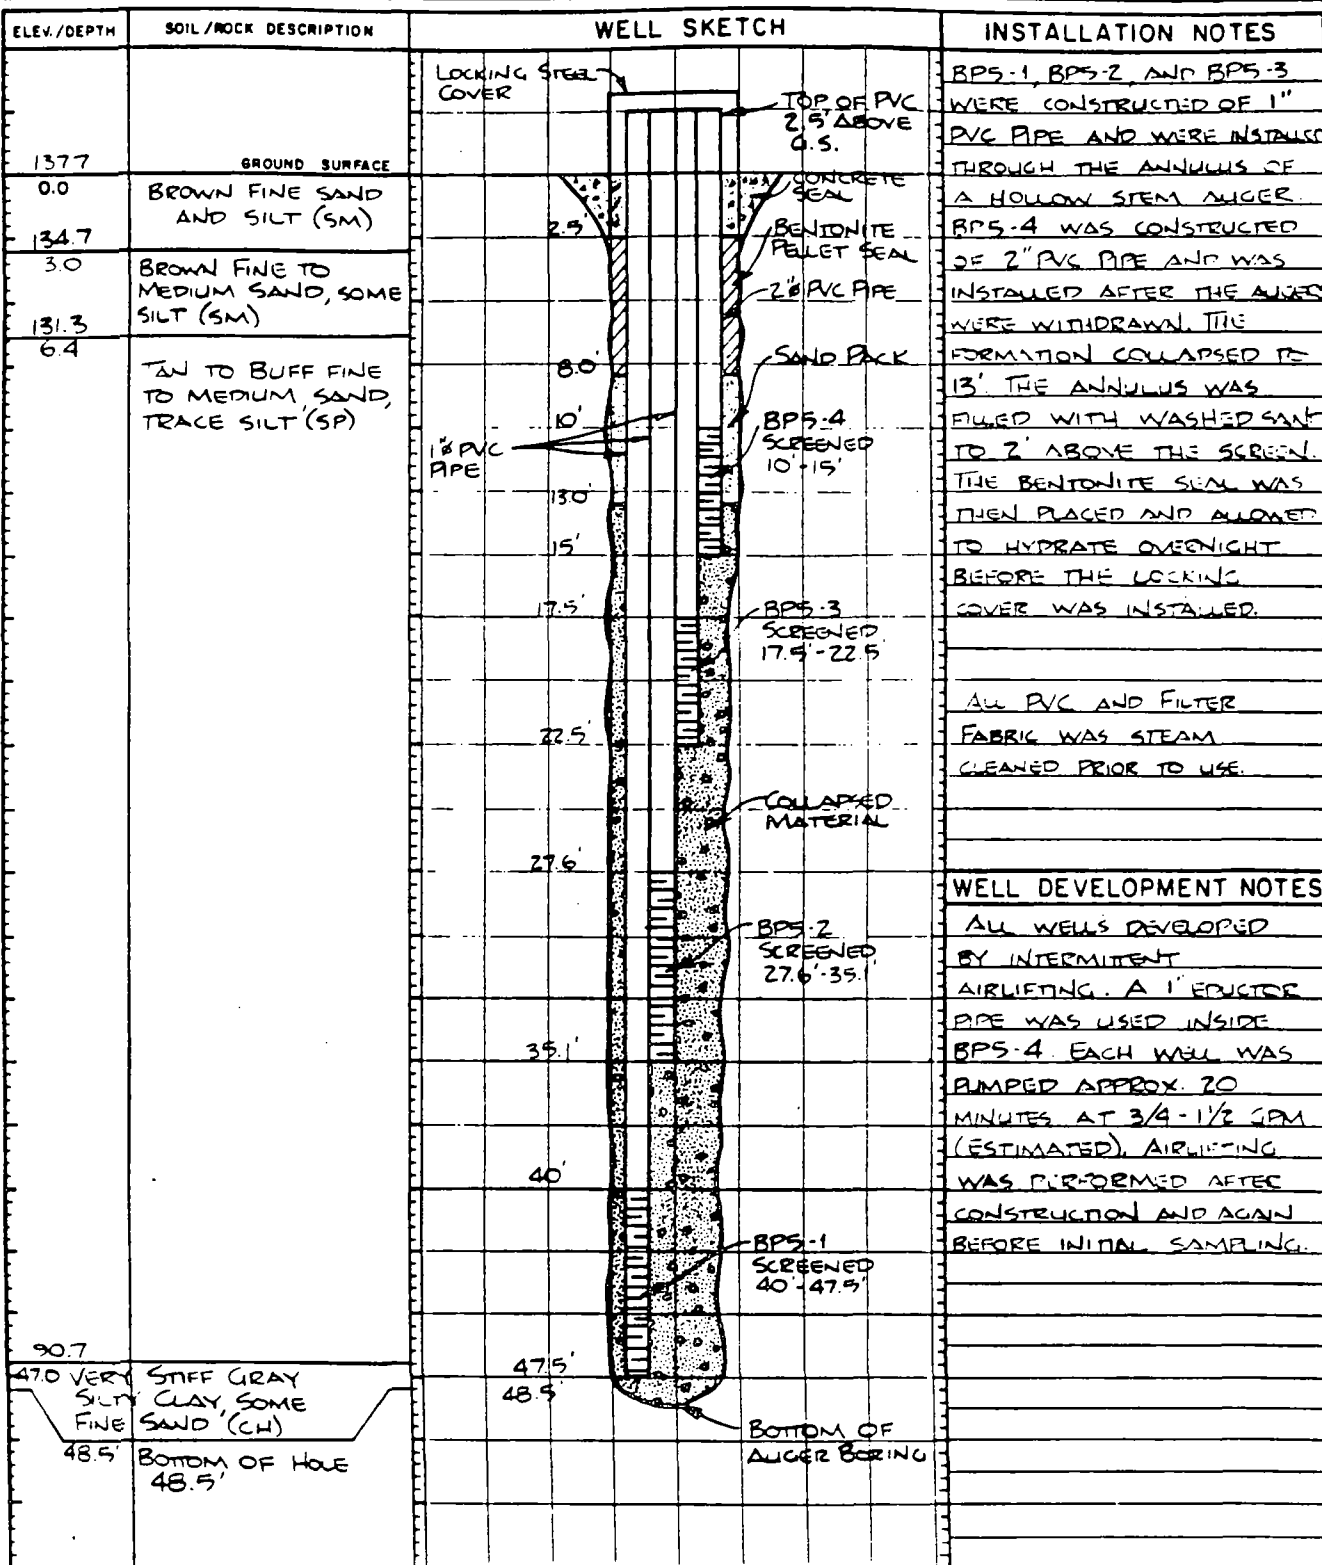 ELEV./DEPTH
SOIL/ROCK DESCRIPTION
WELL SKETCH
INSTALLATION NOTES
137.7
GROUND SURFACE
0.0
BROWN FINE SAND
AND SILT (SM)
134.7
3.0
BROWN FINE TO
MEDIUM SAND, SOME
SILT (SM)
131.3
6.4
TAN TO BUFF FINE
TO MEDIUM SAND,
TRACE SILT (SP)
90.7
47.0 VERY STIFF GRAY
SILTY CLAY, SOME
FINE SAND (CH)
48.5' BOTTOM OF HOLE
48.5'
LOCKING STEEL
COVER
TOP OF PVC
2.5' ABOVE
G.S.
CONCRETE
SEAL
2.5'
BENTONITE
PELLET SEAL
2"ø PVC PIPE
8.0'
SAND PACK
10'
BP5-4
SCREENED
10'-15'
1"ø PVC
PIPE
13.0'
15'
17.5'
BP5-3
SCREENED
17.5'-22.5'
22.5'
COLLAPSED
MATERIAL
27.6'
BP5-2
SCREENED
27.6'-35.1'
35.1'
40'
BP5-1
SCREENED
40'-47.5'
47.5'
48.5'
BOTTOM OF
AUGER BORING
BP5-1, BP5-2, AND BP5-3
WERE CONSTRUCTED OF 1"
PVC PIPE AND WERE INSTALLED
THROUGH THE ANNULUS OF
A HOLLOW STEM AUGER.
BP5-4 WAS CONSTRUCTED
OF 2" PVC PIPE AND WAS
INSTALLED AFTER THE AUGERS
WERE WITHDRAWN. THE
FORMATION COLLAPSED TO
13'. THE ANNULUS WAS
FILLED WITH WASHED SAND
TO 2' ABOVE THE SCREEN.
THE BENTONITE SEAL WAS
THEN PLACED AND ALLOWED
TO HYDRATE OVERNIGHT
BEFORE THE LOCKING
COVER WAS INSTALLED.
ALL PVC AND FILTER
FABRIC WAS STEAM
CLEANED PRIOR TO USE.
WELL DEVELOPMENT NOTES
ALL WELLS DEVELOPED
BY INTERMITTENT
AIRLIFTING. A 1" EDUCTOR
PIPE WAS USED INSIDE
BP5-4. EACH WELL WAS
PUMPED APPROX. 20
MINUTES AT 3/4-1 1/2 GPM
(ESTIMATED). AIRLIFTING
WAS PERFORMED AFTER
CONSTRUCTION AND AGAIN
BEFORE INITIAL SAMPLING.